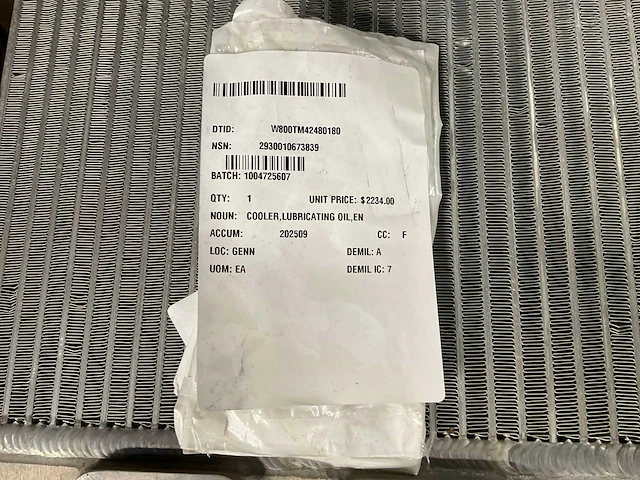 DTID: W800TM42480180
NSN: 2930010673839
BATCH: 1004725607
QTY: 1 UNIT PRICE: $2234.00
NOUN: COOLER,LUBRICATING OIL,EN
ACCUM: 202509 CC: F
LOC: GENN DEMIL: A
UOM: EA DEMIL IC: 7